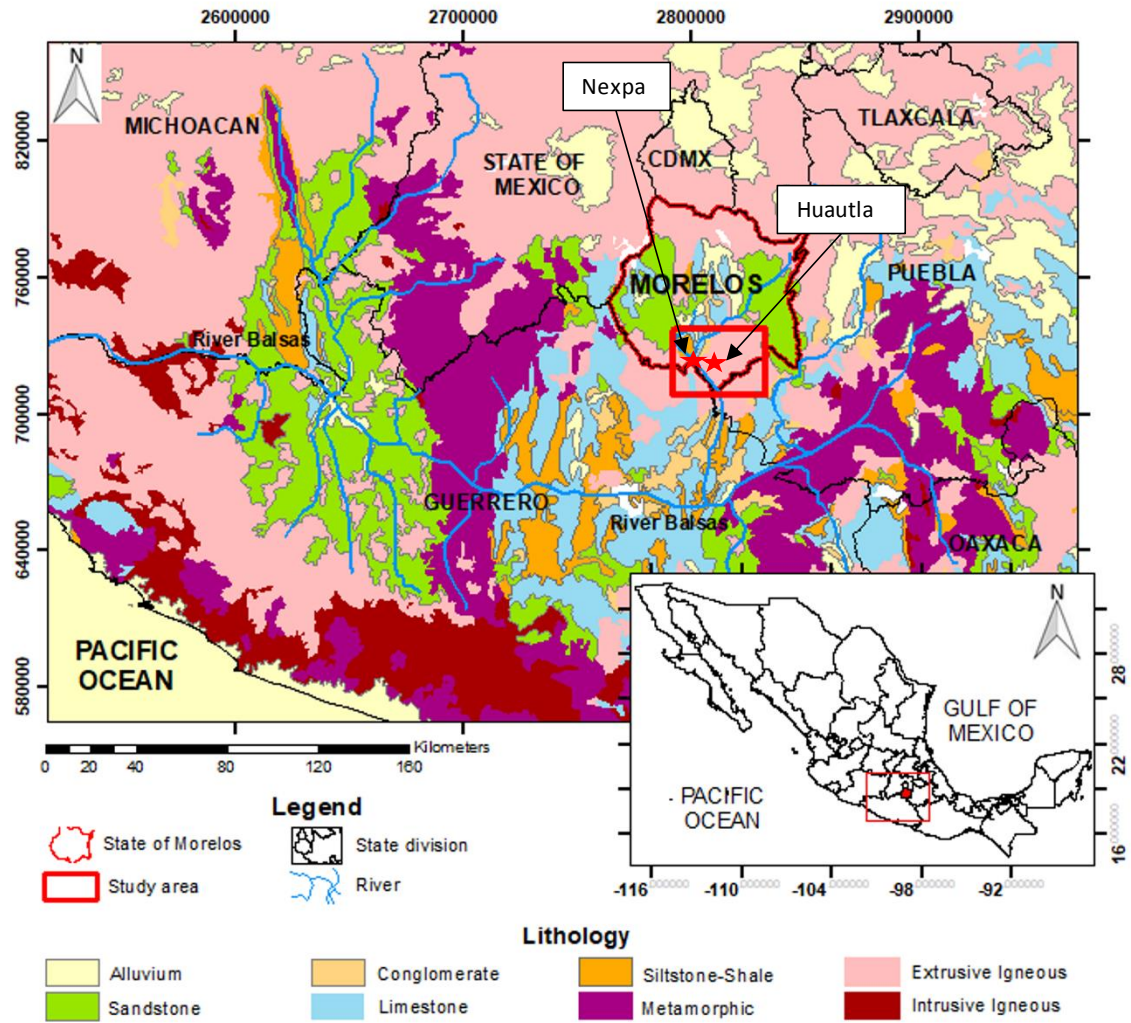 2600000 2700000 2800000 2900000
N
Nexpa
MICHOACAN
TLAXCALA
820000
STATE OF
MEXICO
CDMX
Huautla
760000
MORELOS
PUEBLA
River Balsas
700000
GUERRERO
River Balsas
640000
OAXACA
PACIFIC
OCEAN
580000
N
GULF OF
MEXICO
PACIFIC
OCEAN
28
22
16
-116 -110 -104 -98 -92
Kilometers
0 20 40 80 120 160
Legend
State of Morelos
State division
Study area
River
Lithology
Alluvium
Conglomerate
Siltstone-Shale
Extrusive Igneous
Sandstone
Limestone
Metamorphic
Intrusive Igneous